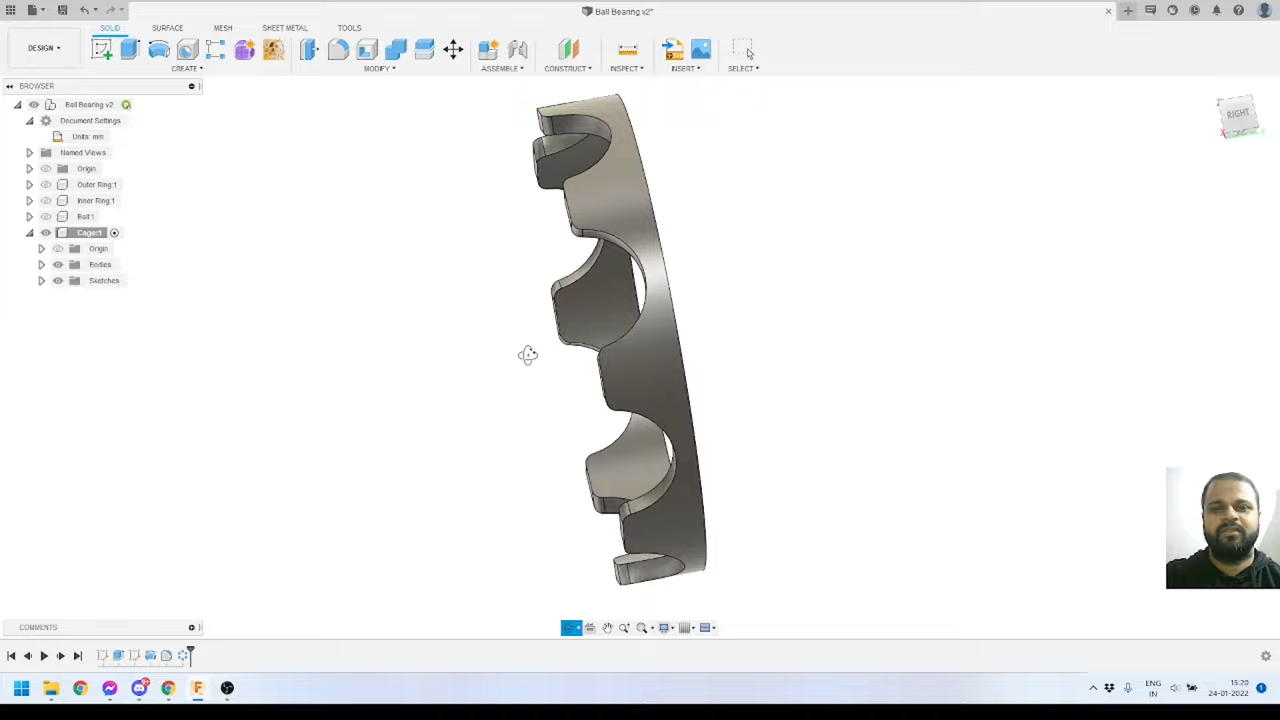 Ball Bearing v2*
SOLID SURFACE MESH SHEET METAL TOOLS
DESIGN
CREATE MODIFY ASSEMBLE CONSTRUCT INSPECT INSERT SELECT
BROWSER
RIGHT
Ball Bearing v2
Document Settings
Units: mm
Named Views
Origin
Outer Ring:1
Inner Ring:1
Ball:1
Cage:1
Origin
Bodies
Sketches
COMMENTS
ENG
IN
15:20
24-01-2022